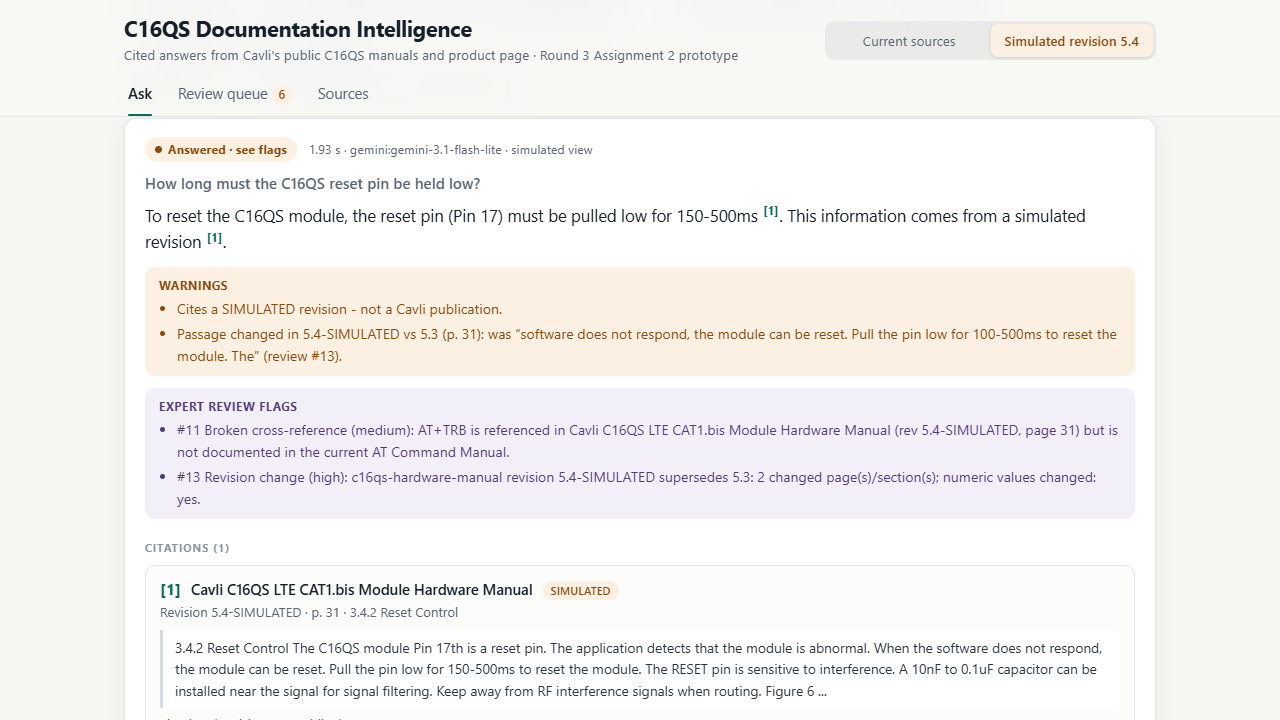 C16QS Documentation Intelligence
Cited answers from Cavli's public C16QS manuals and product page · Round 3 Assignment 2 prototype
Current sources
Simulated revision 5.4
Ask
Review queue 6
Sources
Answered · see flags
1.93 s · gemini:gemini-3.1-flash-lite · simulated view
How long must the C16QS reset pin be held low?
To reset the C16QS module, the reset pin (Pin 17) must be pulled low for 150-500ms [1]. This information comes from a simulated
revision [1].
WARNINGS
• Cites a SIMULATED revision - not a Cavli publication.
• Passage changed in 5.4-SIMULATED vs 5.3 (p. 31): was “software does not respond, the module can be reset. Pull the pin low for 100-500ms to reset the
module. The” (review #13).
EXPERT REVIEW FLAGS
• #11 Broken cross-reference (medium): AT+TRB is referenced in Cavli C16QS LTE CAT1.bis Module Hardware Manual (rev 5.4-SIMULATED, page 31) but is
not documented in the current AT Command Manual.
• #13 Revision change (high): c16qs-hardware-manual revision 5.4-SIMULATED supersedes 5.3: 2 changed page(s)/section(s); numeric values changed:
yes.
CITATIONS (1)
[1] Cavli C16QS LTE CAT1.bis Module Hardware Manual SIMULATED
Revision 5.4-SIMULATED · p. 31 · 3.4.2 Reset Control
3.4.2 Reset Control The C16QS module Pin 17th is a reset pin. The application detects that the module is abnormal. When the software does not respond,
the module can be reset. Pull the pin low for 150-500ms to reset the module. The RESET pin is sensitive to interference. A 10nF to 0.1uF capacitor can be
installed near the signal for signal filtering. Keep away from RF interference signals when routing. Figure 6 ...